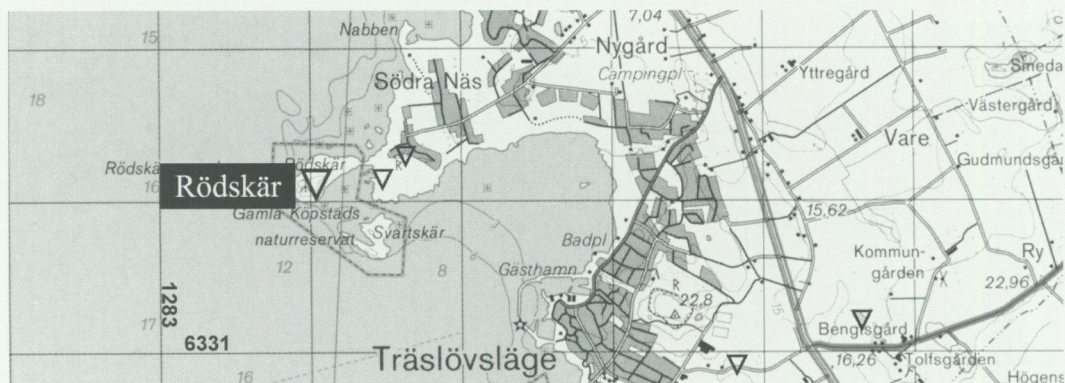 Nabben
7,04
15
Nygård
Campingpl
Yttregård
Smeda
Södra Näs
18
Västergård
Vare
Gudmundsgå
R
Rödskä
Rödskär
16
Rödskär
Gamla Köpstads
naturreservat
Svartskär
15,62
Badpl
Kommun-
gården
Ry
12
8
Gästhamn
R
22,8
15
22,96
1283
17
6331
Bengtsgård
16,26
Tolfsgården
Träslövsläge
16
Högens